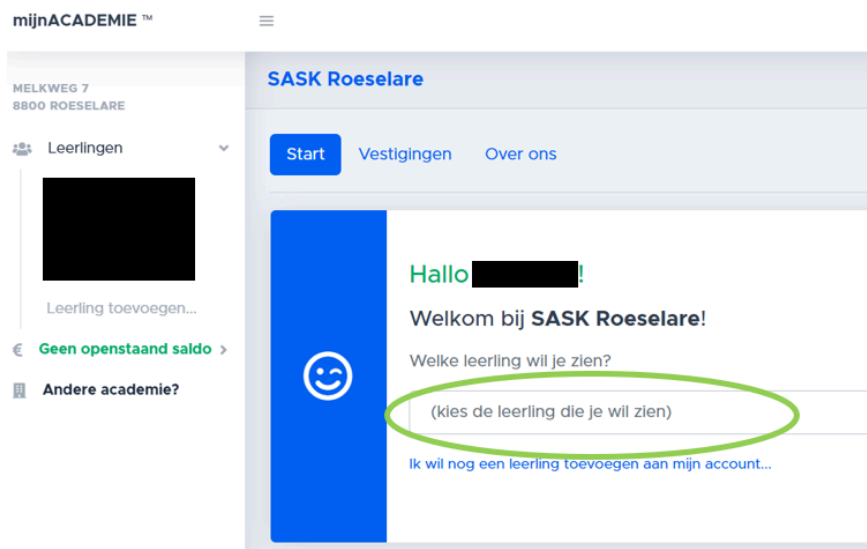 mijnACADEMIE ™
MELKWEG 7
8800 ROESELARE
Leerlingen
Leerling toevoegen...
€ Geen openstaand saldo
Andere academie?
SASK Roeselare
Start Vestigingen Over ons
Hallo !
Welkom bij SASK Roeselare!
Welke leerling wil je zien?
(kies de leerling die je wil zien)
Ik wil nog een leerling toevoegen aan mijn account...